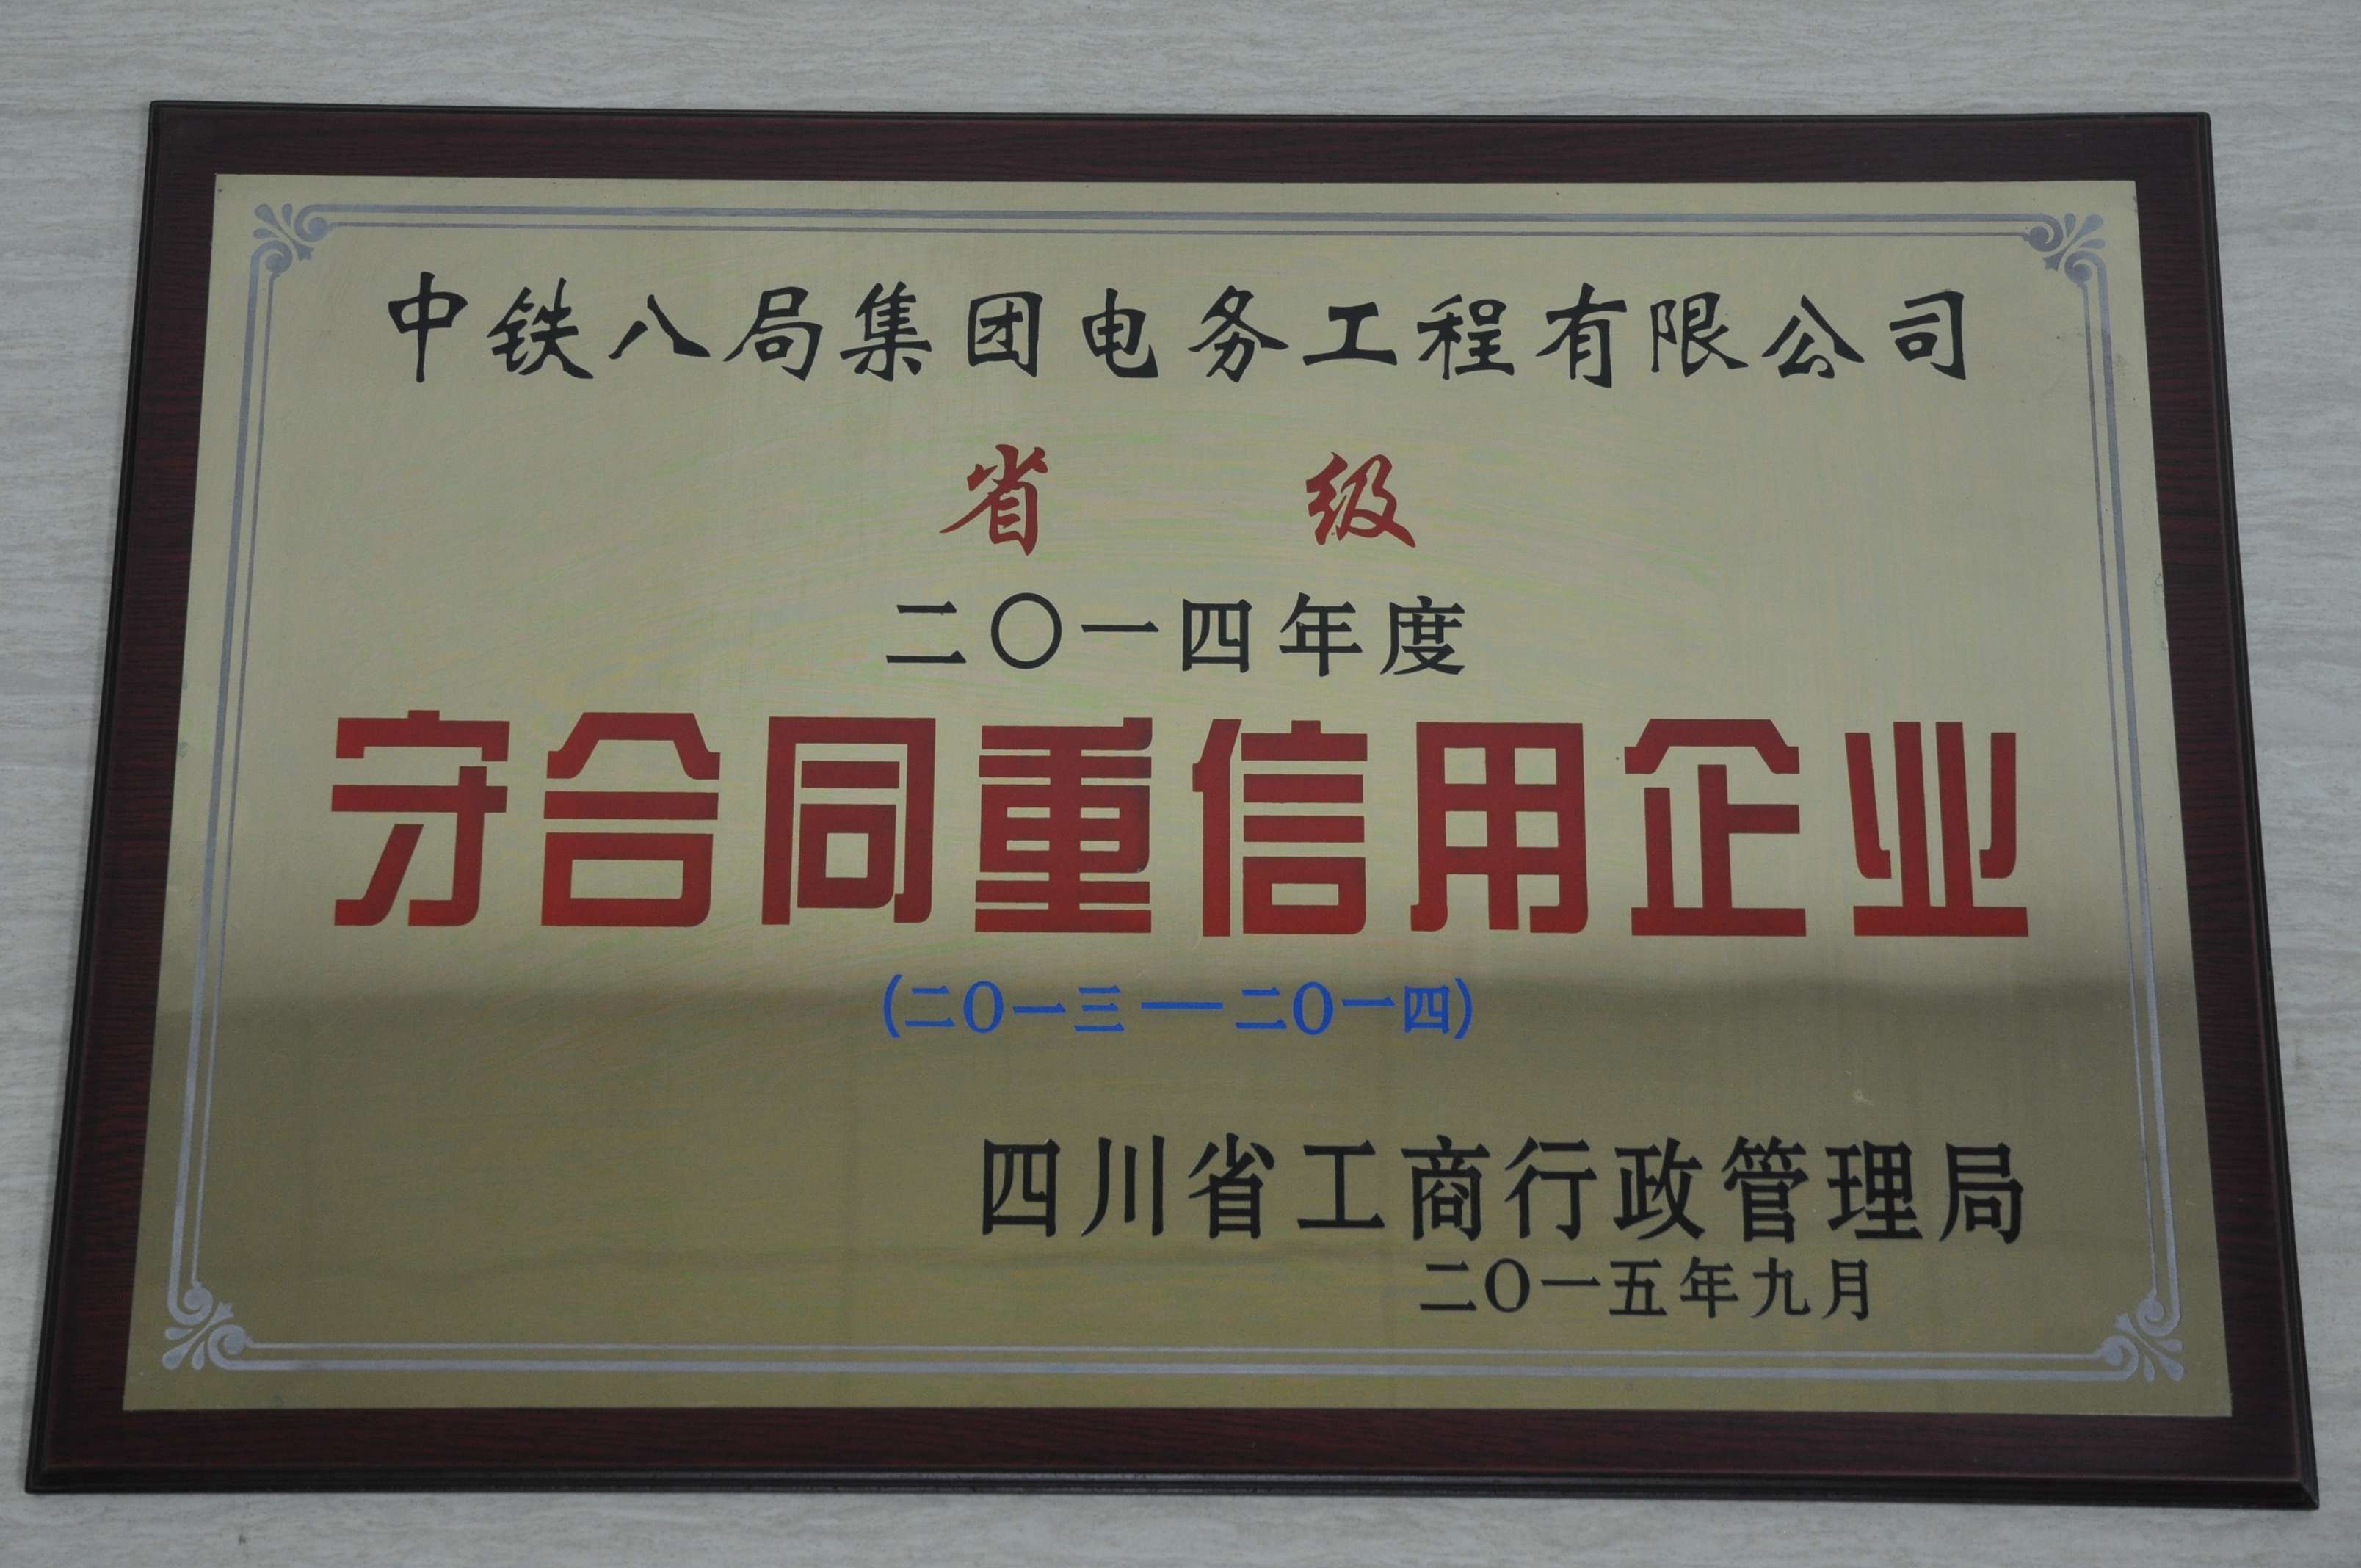 中铁八局集团电务工程有限公司
省 级
二〇一四年度
守合同重信用企业
(二〇一三——二〇一四)
四川省工商行政管理局
二〇一五年九月